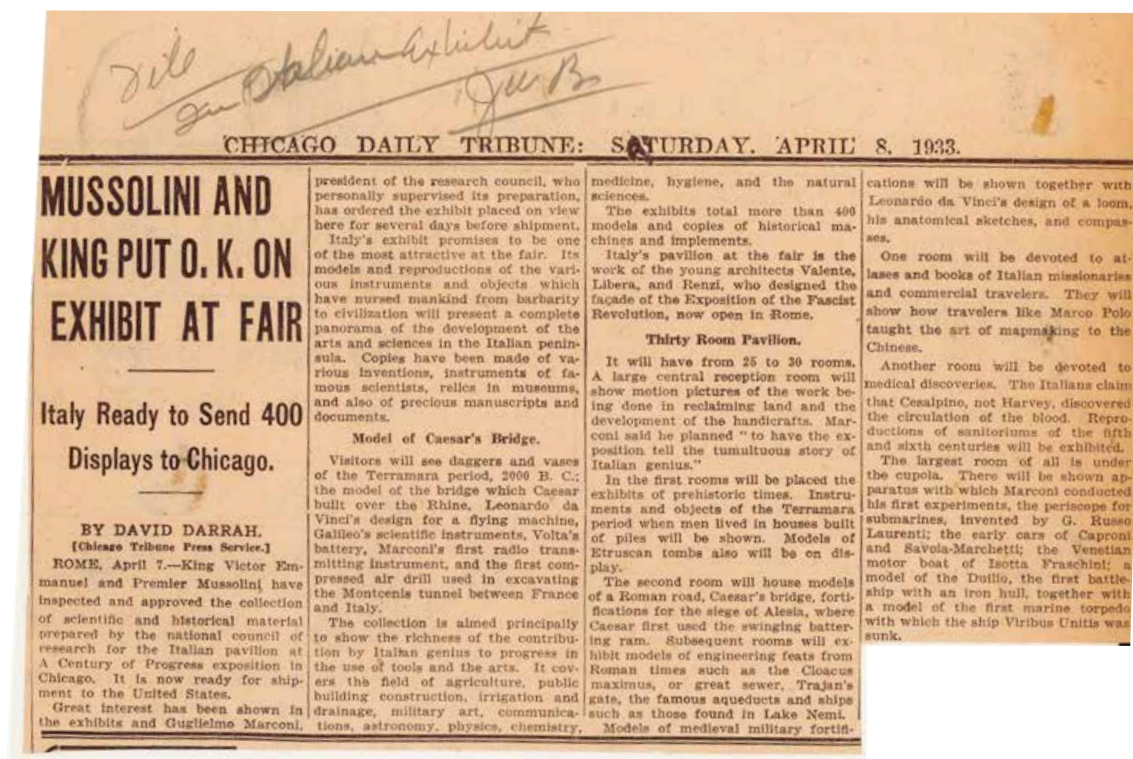 File
Italian Exhibit
CHICAGO DAILY TRIBUNE: SATURDAY, APRIL 8, 1933.
MUSSOLINI AND
KING PUT O. K. ON
EXHIBIT AT FAIR
Italy Ready to Send 400
Displays to Chicago.
BY DAVID DARRAH.
[Chicago Tribune Press Service.]
ROME, April 7.—King Victor Em-
manuel and Premier Mussolini have
inspected and approved the collection
of scientific and historical material
prepared by the national council of
research for the Italian pavilion at
A Century of Progress exposition in
Chicago. It is now ready for ship-
ment to the United States.
Great interest has been shown in
the exhibits and Guglielmo Marconi,
president of the research council, who
personally supervised its preparation,
has ordered the exhibit placed on view
here for several days before shipment.
Italy's exhibit promises to be one
of the most attractive at the fair. Its
models and reproductions of the vari-
ous instruments and objects which
have nursed mankind from barbarity
to civilization will present a complete
panorama of the development of the
arts and sciences in the Italian penin-
sula. Copies have been made of va-
rious inventions, instruments of fa-
mous scientists, relics in museums,
and also of precious manuscripts and
documents.
Model of Caesar's Bridge.
Visitors will see daggers and vases
of the Terramara period, 2000 B. C.;
the model of the bridge which Caesar
built over the Rhine, Leonardo da
Vinci's design for a flying machine,
Galileo's scientific instruments, Volta's
battery, Marconi's first radio trans-
mitting instrument, and the first com-
pressed air drill used in excavating
the Montcenis tunnel between France
and Italy.
The collection is aimed principally
to show the richness of the contribu-
tion by Italian genius to progress in
the use of tools and the arts. It cov-
ers the field of agriculture, public
building construction, irrigation and
drainage, military art, communica-
tions, astronomy, physics, chemistry,
medicine, hygiene, and the natural
sciences.
The exhibits total more than 400
models and copies of historical ma-
chines and implements.
Italy's pavilion at the fair is the
work of the young architects Valente,
Libera, and Renzi, who designed the
façade of the Exposition of the Fascist
Revolution, now open in Rome.
Thirty Room Pavilion.
It will have from 25 to 30 rooms.
A large central reception room will
show motion pictures of the work be-
ing done in reclaiming land and the
development of the handicrafts. Mar-
coni said he planned "to have the ex-
position tell the tumultuous story of
Italian genius."
In the first rooms will be placed the
exhibits of prehistoric times. Instru-
ments and objects of the Terramara
period when men lived in houses built
of piles will be shown. Models of
Etruscan tombs also will be on dis-
play.
The second room will house models
of a Roman road, Caesar's bridge, forti-
fications for the siege of Alesia, where
Caesar first used the swinging batter-
ing ram. Subsequent rooms will ex-
hibit models of engineering feats from
Roman times such as the Cloacus
maximus, or great sewer, Trajan's
gate, the famous aqueducts and ships
such as those found in Lake Nemi.
Models of medieval military fortifi-
cations will be shown together with
Leonardo da Vinci's design of a loom,
his anatomical sketches, and compas-
ses.
One room will be devoted to at-
lases and books of Italian missionaries
and commercial travelers. They will
show how travelers like Marco Polo
taught the art of mapmaking to the
Chinese.
Another room will be devoted to
medical discoveries. The Italians claim
that Cesalpino, not Harvey, discovered
the circulation of the blood. Repro-
ductions of sanitoriums of the fifth
and sixth centuries will be exhibited.
The largest room of all is under
the cupola. There will be shown ap-
paratus with which Marconi conducted
his first experiments, the periscope for
submarines, invented by G. Russo
Laurenti; the early cars of Caproni
and Savoia-Marchetti; the Venetian
motor boat of Isotta Fraschini; a
model of the Duilio, the first battle-
ship with an iron hull, together with
a model of the first marine torpedo
with which the ship Viribus Unitis was
sunk.